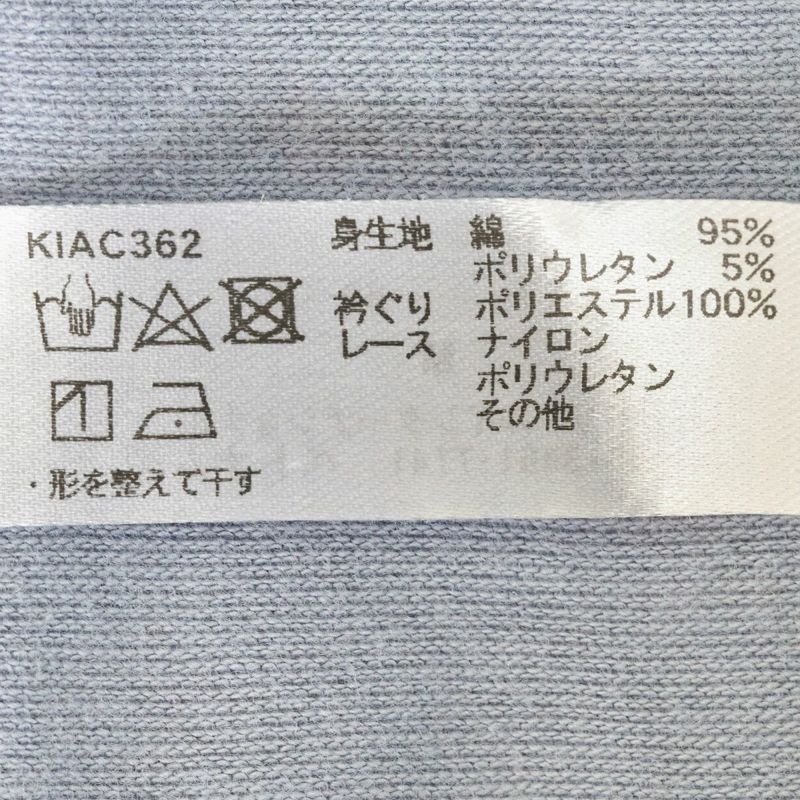 KIAC362
身生地 綿 95%
ポリウレタン 5%
衿ぐり ポリエステル100%
レース ナイロン
ポリウレタン
その他
・形を整えて干す